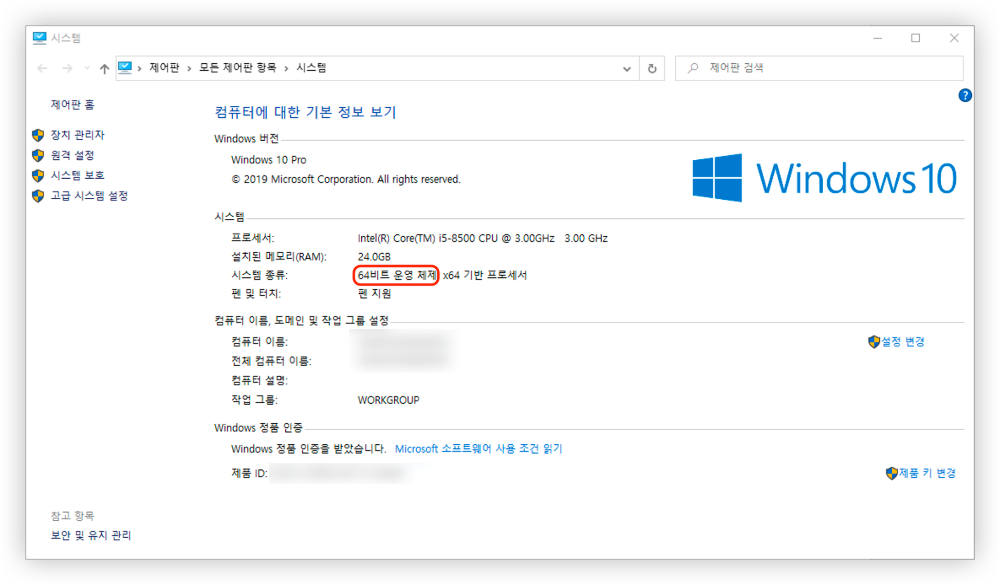 시스템
제어판 › 모든 제어판 항목 › 시스템
제어판 검색
?
제어판 홈
장치 관리자
원격 설정
시스템 보호
고급 시스템 설정
컴퓨터에 대한 기본 정보 보기
Windows 버전
Windows 10 Pro
© 2019 Microsoft Corporation. All rights reserved.
Windows 10
시스템
프로세서: Intel(R) Core(TM) i5-8500 CPU @ 3.00GHz 3.00 GHz
설치된 메모리(RAM): 24.0GB
시스템 종류: 64비트 운영 체제 x64 기반 프로세서
펜 및 터치: 펜 지원
컴퓨터 이름, 도메인 및 작업 그룹 설정
컴퓨터 이름:
설정 변경
전체 컴퓨터 이름:
컴퓨터 설명:
작업 그룹: WORKGROUP
Windows 정품 인증
Windows 정품 인증을 받았습니다. Microsoft 소프트웨어 사용 조건 읽기
제품 ID:
제품 키 변경
참고 항목
보안 및 유지 관리